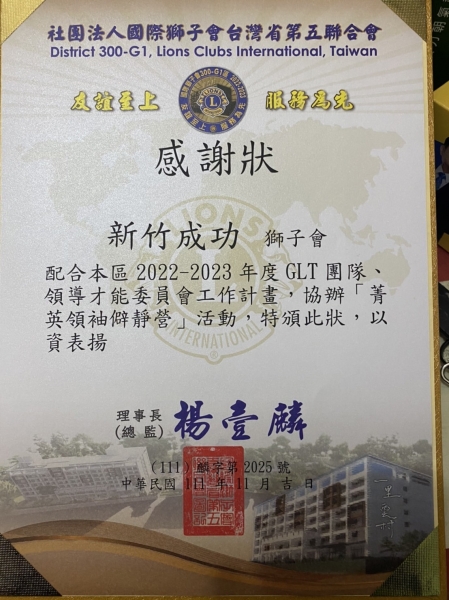 社團法人國際獅子會台灣省第五聯合會
District 300-G1, Lions Clubs International, Taiwan
友誼至上 服務為先
感謝狀
新竹成功 獅子會
配合本區 2022-2023 年度 GLT 團隊、
領導才能委員會工作計畫，協辦「菁
英領袖僻靜營」活動，特頒此狀，以
資表揚
LIONS
INTERNATIONAL
理事長
(總 監) 楊壹麟
(111) 麟字第 2025 號
中華民國 111 年 11 月 吉 日